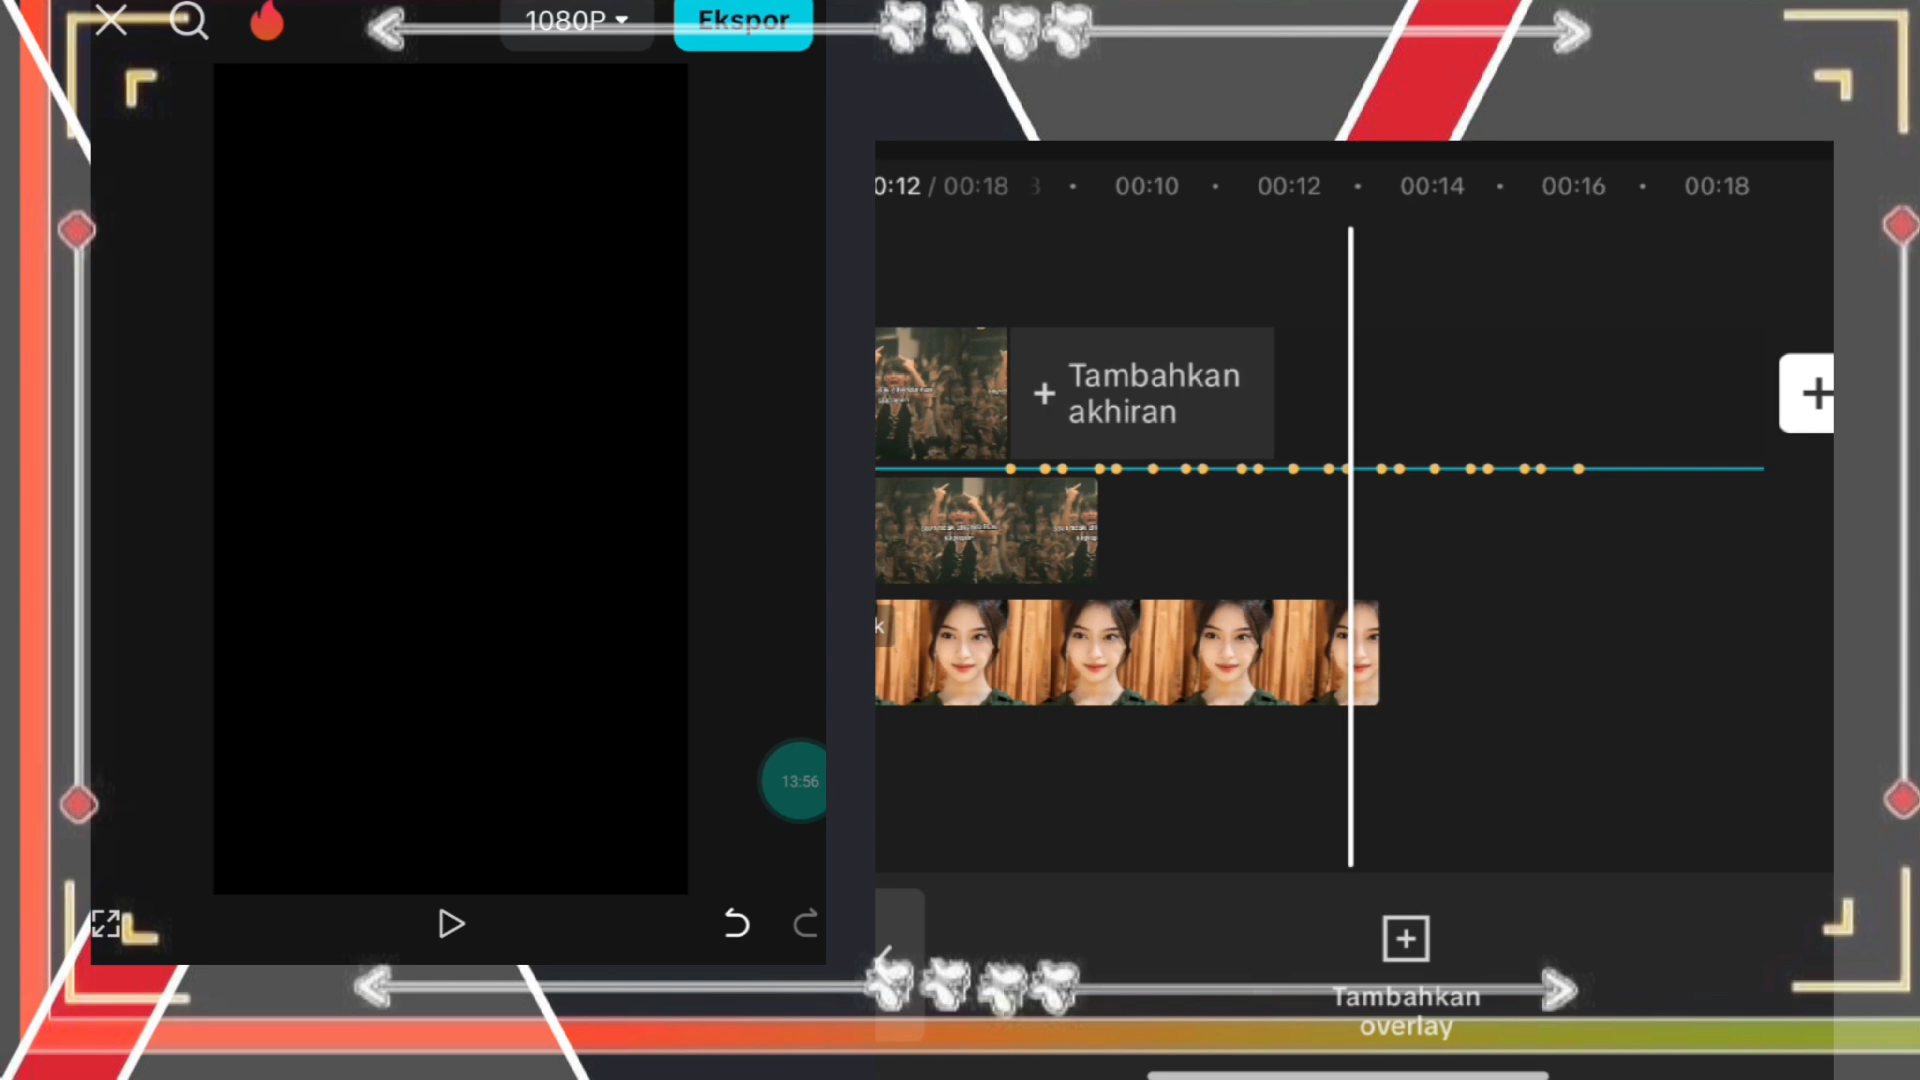 1080P
Ekspor
0:12 / 00:18
00:10
00:12
00:14
00:16
00:18
+ Tambahkan
akhiran
+
k
13:56
Tambahkan
overlay